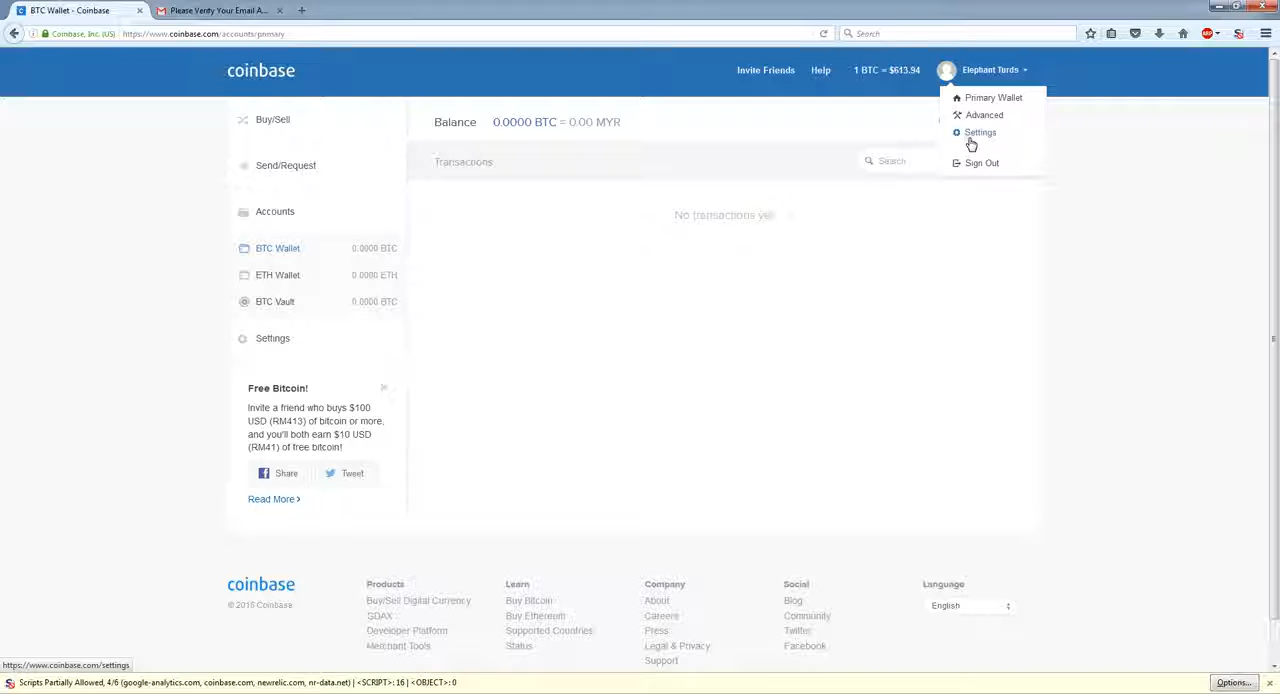 BTC Wallet - Coinbase
Please Verify Your Email A...
Coinbase, Inc. (US)
https://www.coinbase.com/accounts/primary
Search
coinbase
Invite Friends
Help
1 BTC = $613.94
Elephant Turds
Primary Wallet
Advanced
Settings
Sign Out
Buy/Sell
Send/Request
Accounts
BTC Wallet 0.0000 BTC
ETH Wallet 0.0000 ETH
BTC Vault 0.0000 BTC
Settings
Balance 0.0000 BTC = 0.00 MYR
Transactions
Search
No transactions yet
Free Bitcoin!
Invite a friend who buys $100
USD (RM413) of bitcoin or more,
and you'll both earn $10 USD
(RM41) of free bitcoin!
Share
Tweet
Read More ›
coinbase
© 2016 Coinbase
Products
Buy/Sell Digital Currency
GDAX
Developer Platform
Merchant Tools
Learn
Buy Bitcoin
Buy Ethereum
Supported Countries
Status
Company
About
Careers
Press
Legal & Privacy
Support
Social
Blog
Community
Twitter
Facebook
Language
English
https://www.coinbase.com/settings
Scripts Partially Allowed, 4/6 (google-analytics.com, coinbase.com, newrelic.com, nr-data.net) | <SCRIPT>: 16 | <OBJECT>: 0
Options...